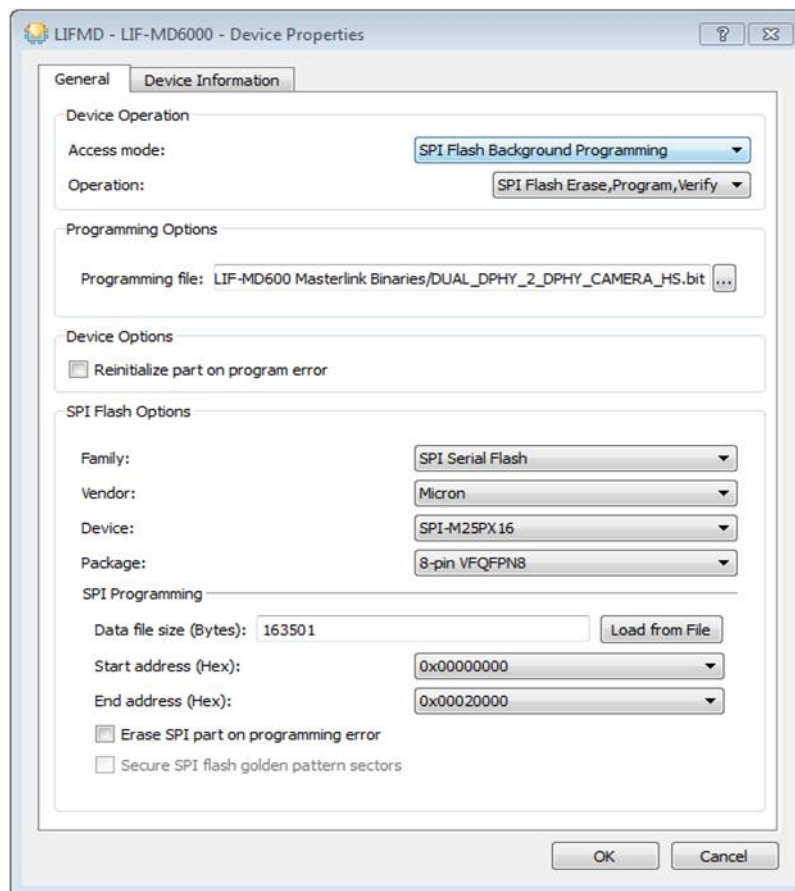 LIFMD - LIF-MD6000 - Device Properties
General Device Information
Device Operation
Access mode: SPI Flash Background Programming
Operation: SPI Flash Erase,Program,Verify
Programming Options
Programming file: LIF-MD600 Masterlink Binaries/DUAL_DPHY_2_DPHY_CAMERA_HS.bit ...
Device Options
Reinitialize part on program error
SPI Flash Options
Family: SPI Serial Flash
Vendor: Micron
Device: SPI-M25PX16
Package: 8-pin VFQFPN8
SPI Programming
Data file size (Bytes): 163501 Load from File
Start address (Hex): 0x00000000
End address (Hex): 0x00020000
Erase SPI part on programming error
Secure SPI flash golden pattern sectors
OK Cancel